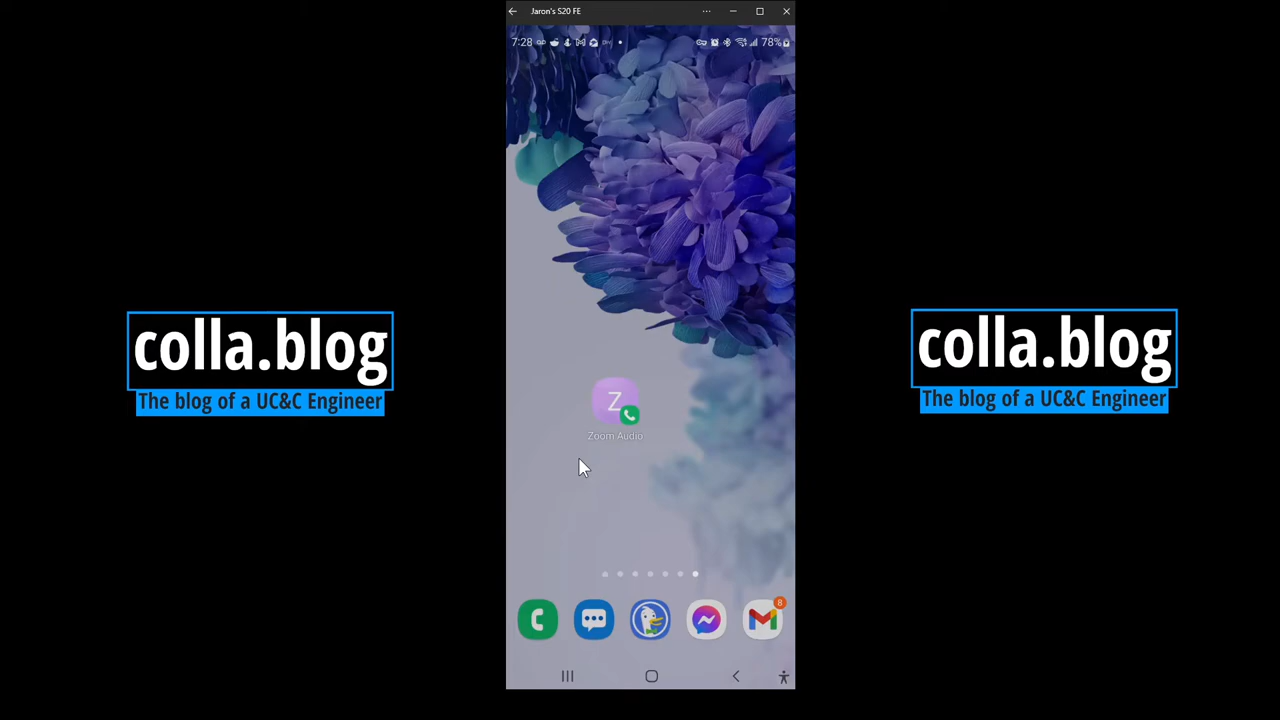 Jaron's S20 FE
7:28
78%
colla.blog
The blog of a UC&C Engineer
colla.blog
The blog of a UC&C Engineer
Z
Zoom Audio
8